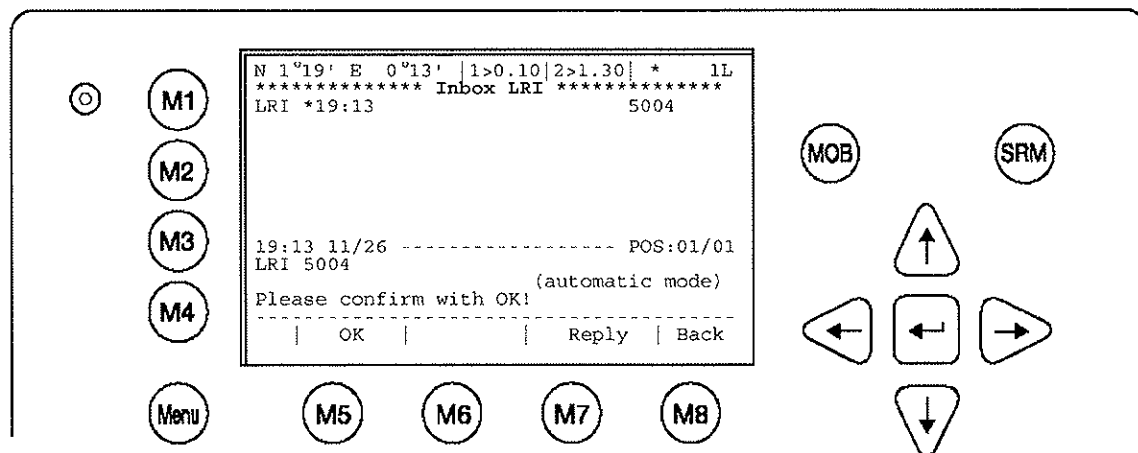 N 1°19' E 0°13' |1>0.10|2>1.30| * 1L
************** Inbox LRI **************
LRI *19:13 5004
19:13 11/26 ------------------ POS:01/01
LRI 5004
(automatic mode)
Please confirm with OK!
----------------------------------------
| OK | | Reply | Back
M1
M2
M3
M4
Menu
M5
M6
M7
M8
MOB
SRM